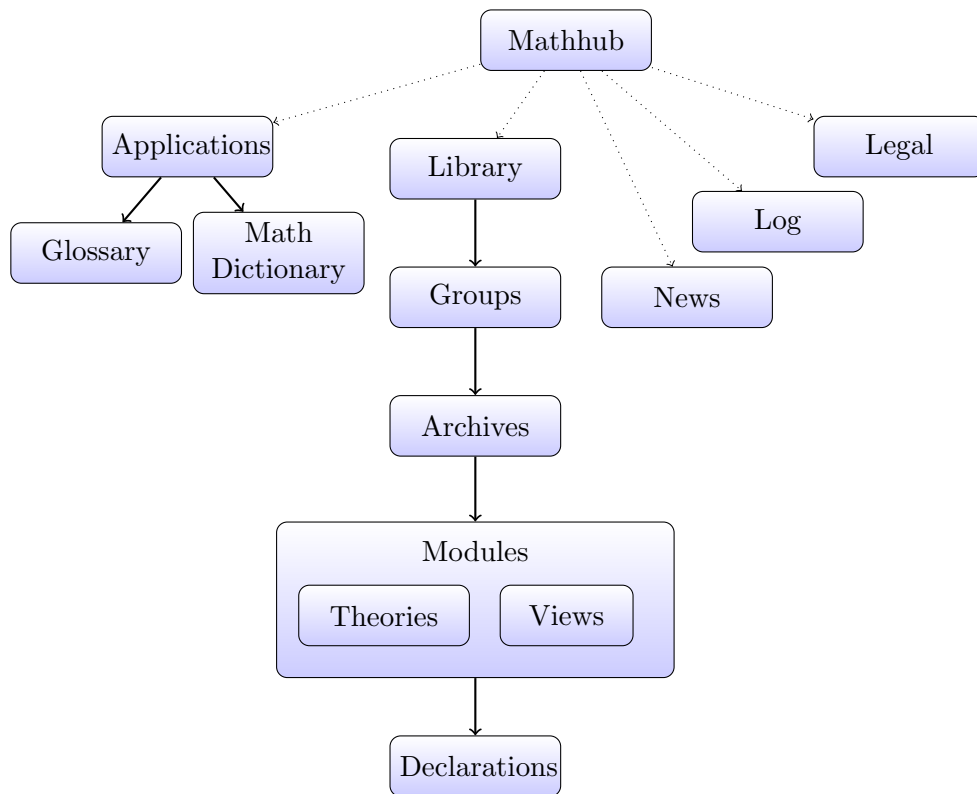 Mathhub
Applications
Library
Legal
Log
Glossary
Math
Dictionary
Groups
News
Archives
Modules
Theories
Views
Declarations